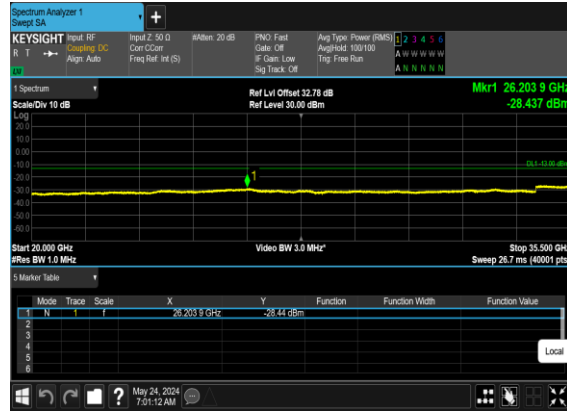 Spectrum Analyzer 1
Swept SA
+
KEYSIGHT Input: RF Input Z: 50 Ω #Atten: 20 dB PNO: Fast Avg Type: Power (RMS) 1 2 3 4 5 6
R T Coupling: DC Corr CCorr Gate: Off Avg|Hold: 100/100 A W W W W W
Align: Auto Freq Ref: Int (S) IF Gain: Low Trig: Free Run
Sig Track: Off A N N N N N
1 Spectrum Ref Lvl Offset 32.78 dB Mkr1 26.203 9 GHz
Scale/Div 10 dB Ref Level 30.00 dBm -28.437 dBm
Log
20.0
10.0
0.00
-10.0
DL1 -13.00 dBm
-20.0
1
-30.0
-40.0
-50.0
-60.0
Start 20.000 GHz Video BW 3.0 MHz* Stop 35.500 GHz
#Res BW 1.0 MHz Sweep 26.7 ms (40001 pts)
5 Marker Table
Mode Trace Scale X Y Function Function Width Function Value
1 N 1 f 26.203 9 GHz -28.44 dBm
2
3
4
5
6
Local
? May 24, 2024
7:01:12 AM